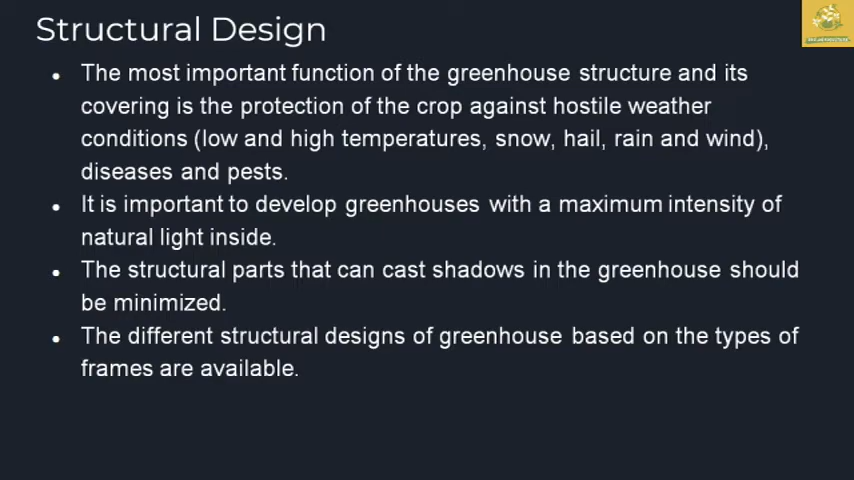 Structural Design
• The most important function of the greenhouse structure and its
covering is the protection of the crop against hostile weather
conditions (low and high temperatures, snow, hail, rain and wind),
diseases and pests.
• It is important to develop greenhouses with a maximum intensity of
natural light inside.
• The structural parts that can cast shadows in the greenhouse should
be minimized.
• The different structural designs of greenhouse based on the types of
frames are available.